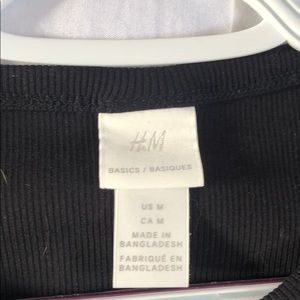 H&M
BASICS / BASIQUES
US M
CA M
MADE IN
BANGLADESH
FABRIQUÉ EN
BANGLADESH